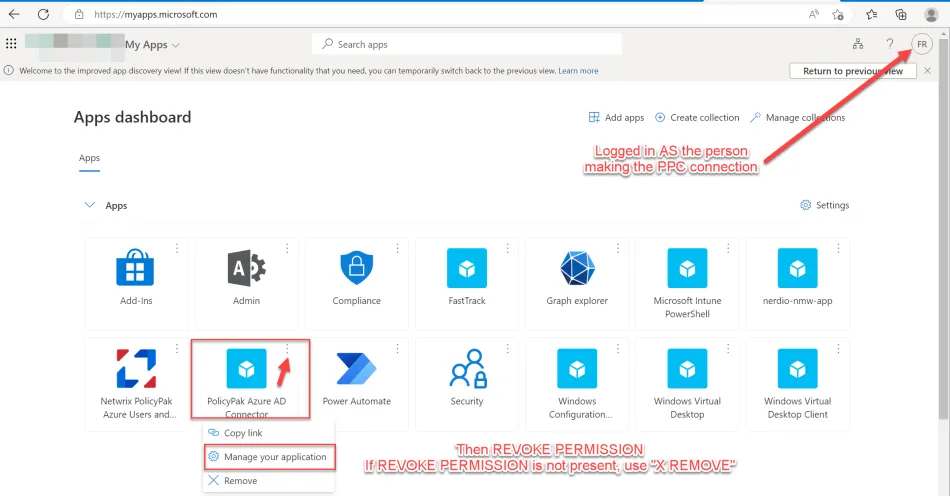 https://myapps.microsoft.com
My Apps
Search apps
FR
Welcome to the improved app discovery view! If this view doesn't have functionality that you need, you can temporarily switch back to the previous view. Learn more
Return to previous view
Apps dashboard
Add apps
Create collection
Manage collections
Logged in AS the person
making the PPC connection
Apps
Apps
Settings
Add-Ins
Admin
Compliance
FastTrack
Graph explorer
Microsoft Intune
PowerShell
nerdio-nmw-app
Netwrix PolicyPak
Azure Users and...
PolicyPak Azure AD
Connector
Power Automate
Security
Windows
Configuration...
Windows Virtual
Desktop
Windows Virtual
Desktop Client
Copy link
Manage your application
Remove
Then REVOKE PERMISSION
If REVOKE PERMISSION is not present, use "X REMOVE"